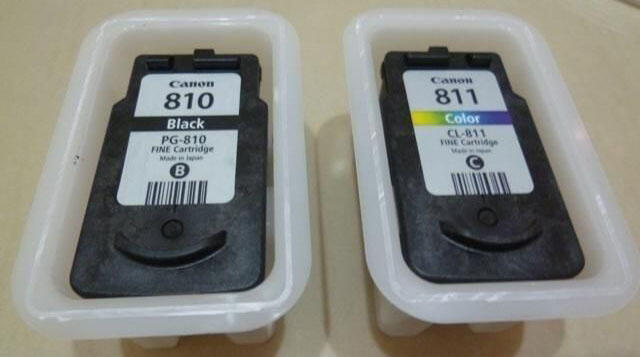 Canon
810
Black
PG-810
FINE Cartridge
Made in Japan
B
Canon
811
Color
CL-811
FINE Cartridge
Made in Japan
C